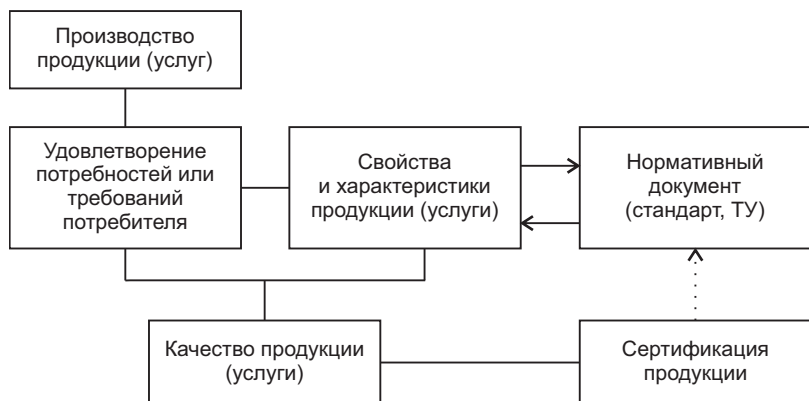 Производство
продукции (услуг)
Удовлетворение
потребностей или
требований
потребителя
Свойства
и характеристики
продукции (услуги)
Нормативный
документ
(стандарт, ТУ)
Качество продукции
(услуги)
Сертификация
продукции